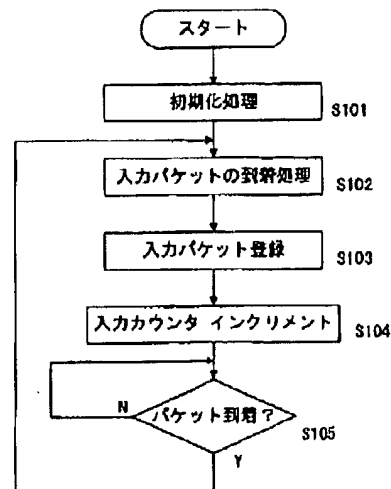 スタート
初期化処理
S101
入力パケットの到着処理
S102
入力パケット登録
S103
入力カウンタ インクリメント
S104
パケット到着？
N
S105
Y